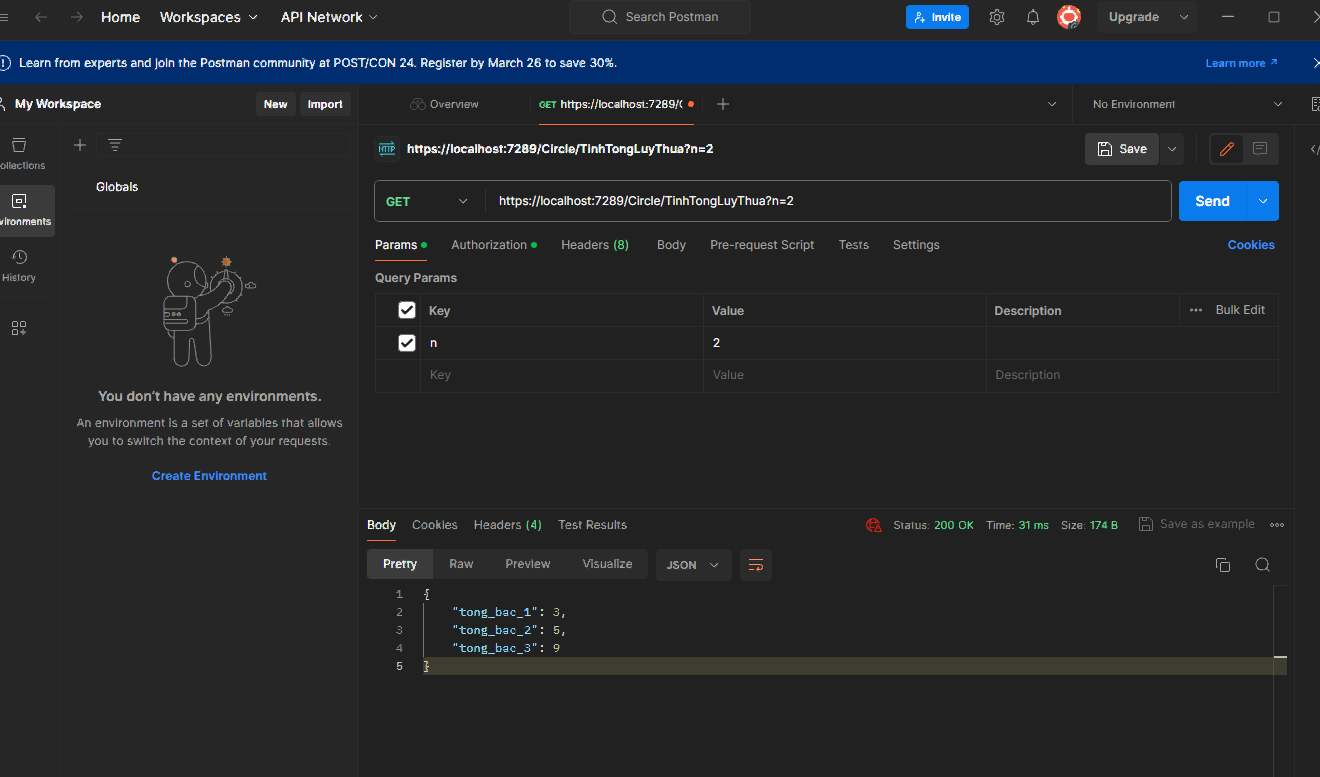 Home Workspaces API Network Search Postman Invite Upgrade
Learn from experts and join the Postman community at POST/CON 24. Register by March 26 to save 30%. Learn more
My Workspace New Import Overview GET https://localhost:7289/C No Environment
https://localhost:7289/Circle/TinhTongLuyThua?n=2 Save
ollections
Globals
GET https://localhost:7289/Circle/TinhTongLuyThua?n=2 Send
vironments
Params Authorization Headers (8) Body Pre-request Script Tests Settings Cookies
History
Query Params
Key Value Description Bulk Edit
n 2
Key Value Description
You don't have any environments.
An environment is a set of variables that allows
you to switch the context of your requests.
Create Environment
Body Cookies Headers (4) Test Results Status: 200 OK Time: 31 ms Size: 174 B Save as example
Pretty Raw Preview Visualize JSON
1 {
2 "tong_bac_1": 3,
3 "tong_bac_2": 5,
4 "tong_bac_3": 9
5 }